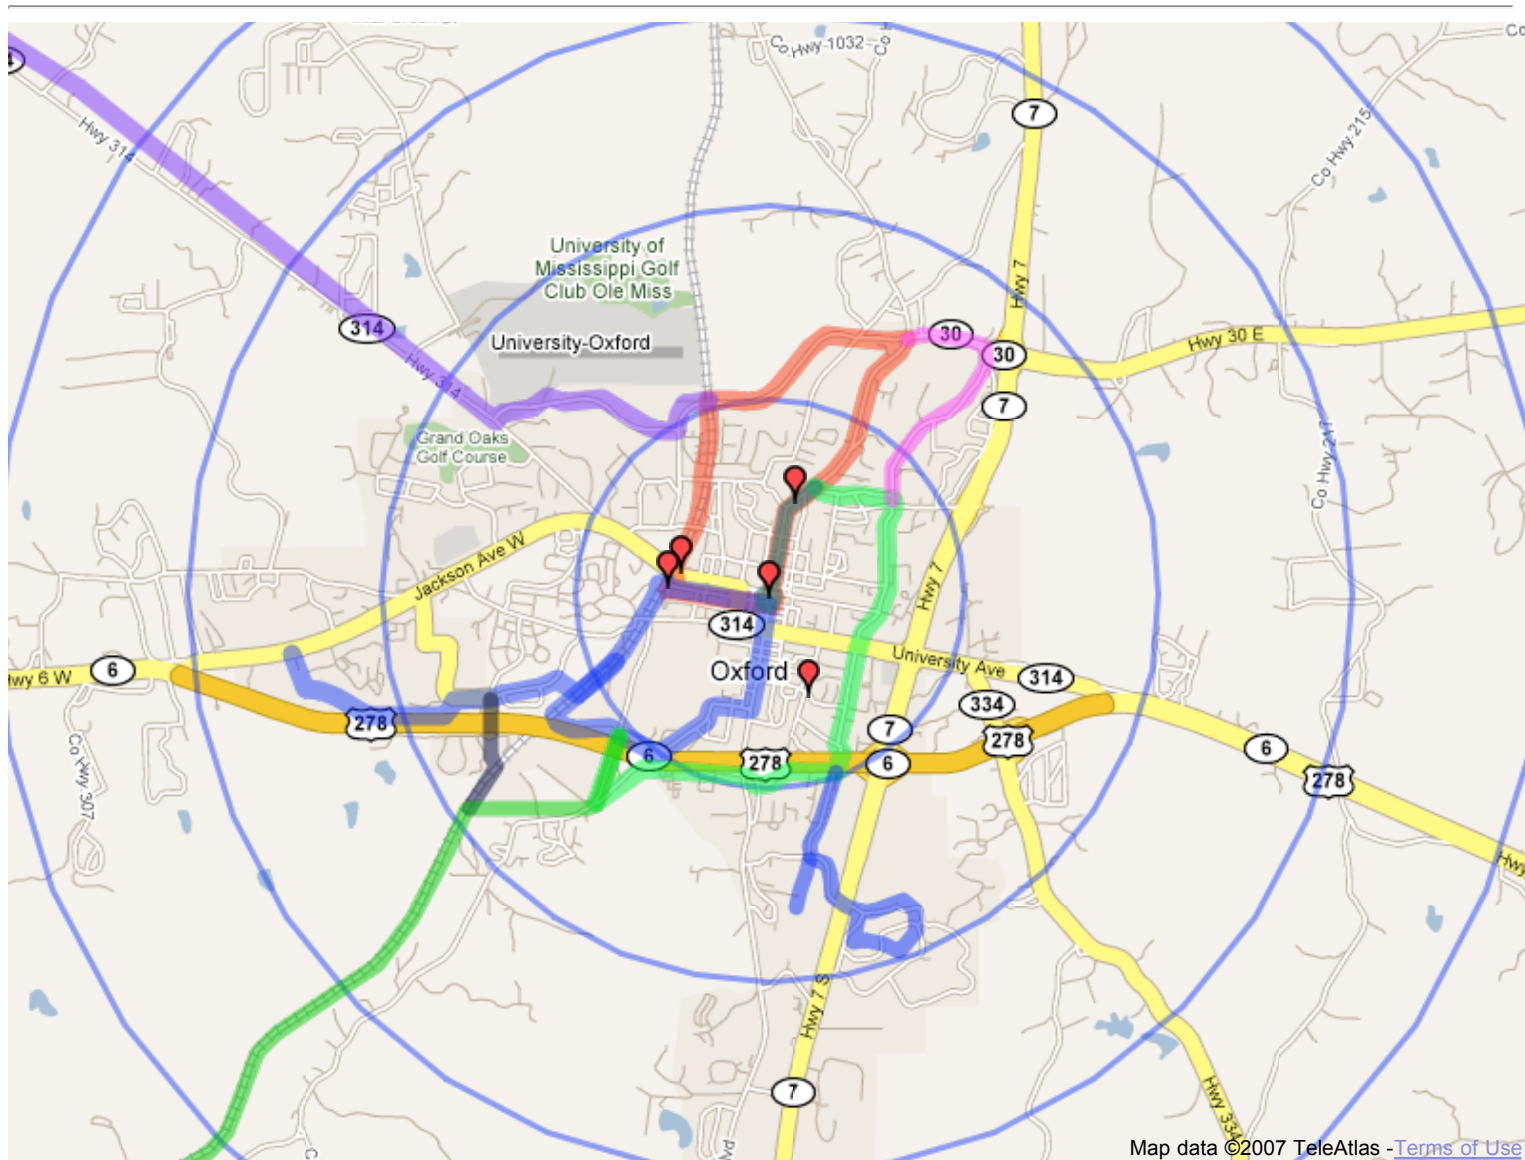 Co Hwy 1032
Co H
7
Co Hwy 215
Hwy 314
University of
Mississippi Golf
Club Ole Miss
Hwy 7
314
University-Oxford
30
30
Hwy 30 E
Hwy 314
7
Grand Oaks
Golf Course
Co Hwy 217
Jackson Ave W
Hwy 7
314
University Ave
6
Hwy 6 W
Oxford
314
334
278
7
278
6
6
278
6
278
Co Hwy 307
Hwy
Hwy 7 S
7
Hwy 334
Map data ©2007 TeleAtlas - Terms of Use